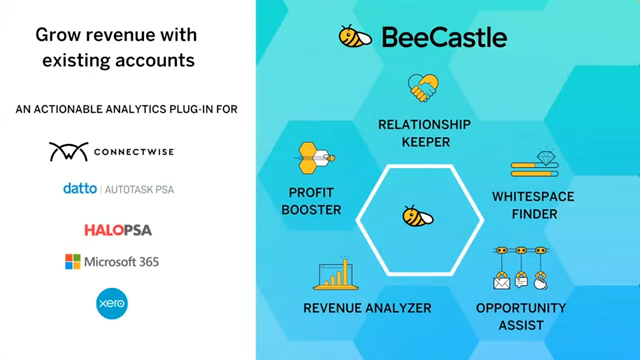 Grow revenue with
existing accounts
AN ACTIONABLE ANALYTICS PLUG-IN FOR
CONNECTWISE
datto | AUTOTASK PSA
HALOPSA
Microsoft 365
xero
BeeCastle
RELATIONSHIP
KEEPER
PROFIT
BOOSTER
WHITESPACE
FINDER
REVENUE ANALYZER
OPPORTUNITY
ASSIST